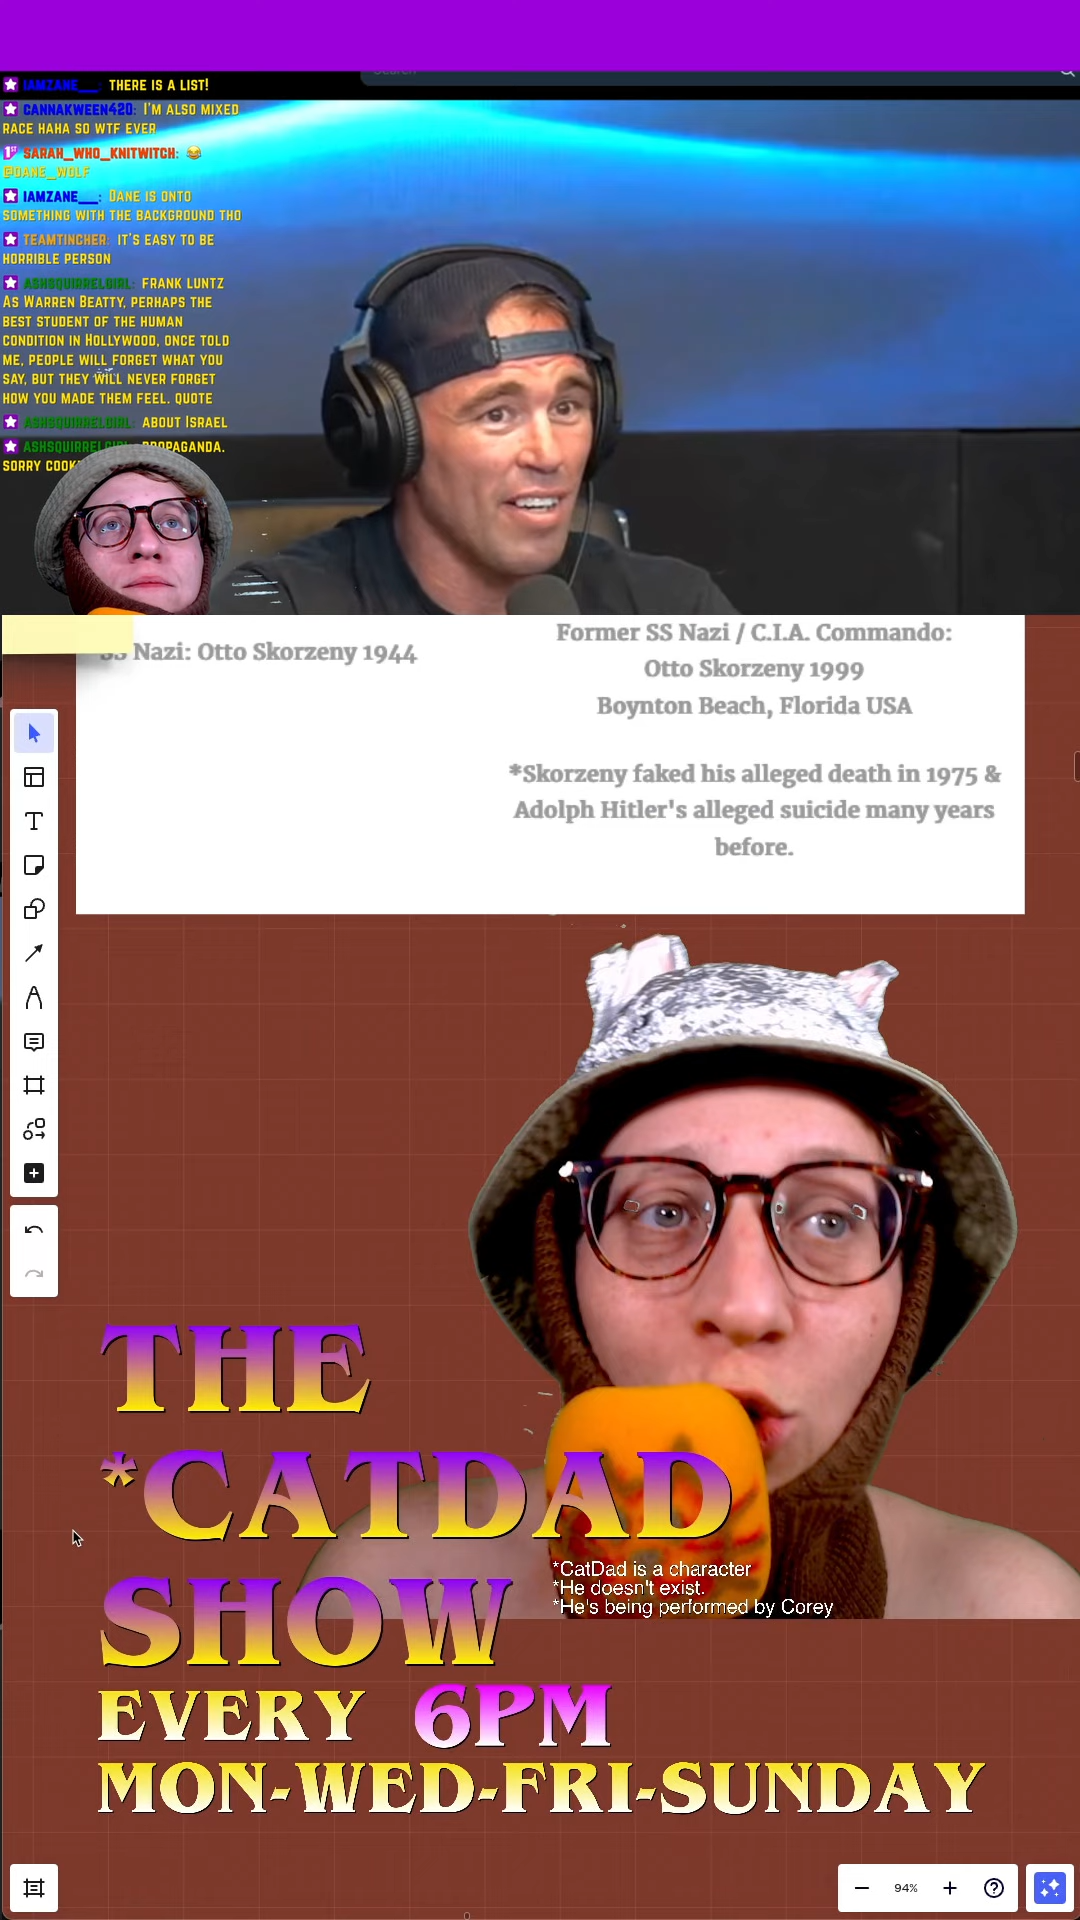 Search
IAMZANE__: THERE IS A LIST!
CANNAKWEEN420: I'M ALSO MIXED
RACE HAHA SO WTF EVER
SARAH_WHO_KNITWITCH: 😂
@DANE_WOLF
IAMZANE__: DANE IS ONTO
SOMETHING WITH THE BACKGROUND THO
TEAMTINCHER: IT'S EASY TO BE
HORRIBLE PERSON
ASHSQUIRRELGIRL: FRANK LUNTZ
AS WARREN BEATTY, PERHAPS THE
BEST STUDENT OF THE HUMAN
CONDITION IN HOLLYWOOD, ONCE TOLD
ME, PEOPLE WILL FORGET WHAT YOU
SAY, BUT THEY WILL NEVER FORGET
HOW YOU MADE THEM FEEL. QUOTE
ASHSQUIRRELGIRL: ABOUT ISRAEL
ASHSQUIRRELGIRL: PROPAGANDA.
SORRY COOK
SS Nazi: Otto Skorzeny 1944
Former SS Nazi / C.I.A. Commando:
Otto Skorzeny 1999
Boynton Beach, Florida USA
*Skorzeny faked his alleged death in 1975 &
Adolph Hitler's alleged suicide many years
before.
THE
*CATDAD
SHOW
*CatDad is a character
*He doesn't exist.
*He's being performed by Corey
EVERY 6PM
MON-WED-FRI-SUNDAY
94%